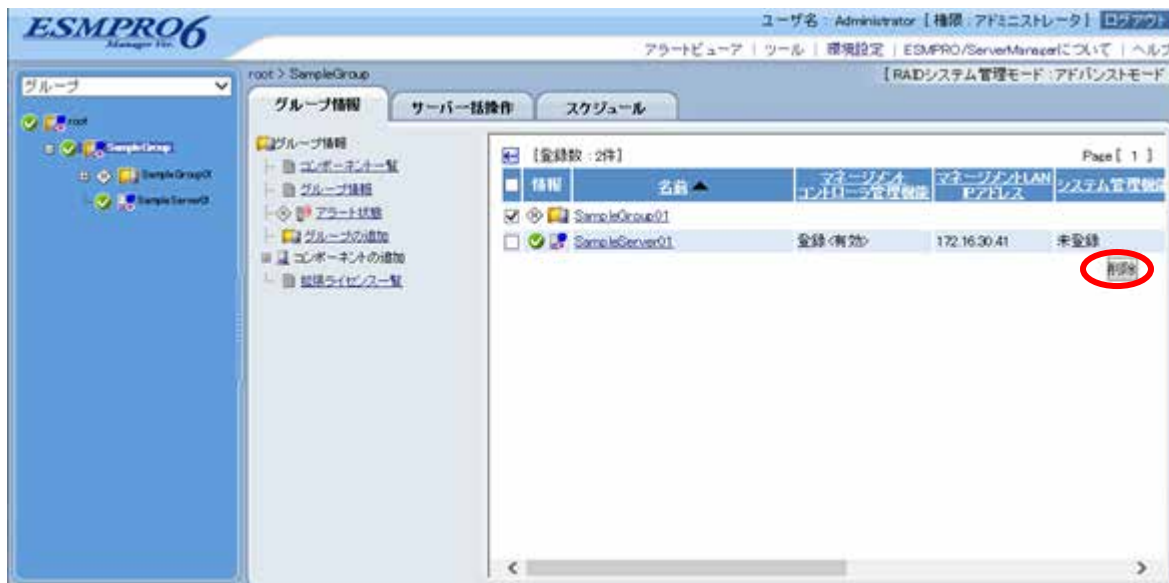 ESMPRO6
Manager Ver.
ユーザ名 : Administrator [ 権限 : アドミニストレータ ] ログアウト
アラートビューア | ツール | 環境設定 | ESMPRO/ServerManagerについて | ヘルプ
グループ
root > SampleGroup
[ RAIDシステム管理モード : アドバンストモード
グループ情報
サーバ一括操作
スケジュール
root
SampleGroup
SampleGroup01
SampleServer01
グループ情報
コンポーネント一覧
グループ情報
アラート状態
グループの追加
コンポーネントの追加
拡張ライセンス一覧
[登録数 : 2件]
Page [ 1 ]
情報
名前▲
マネージメント
コントローラ管理機能
マネージメントLAN
IPアドレス
システム管理機能
SampleGroup01
SampleServer01
登録<有効>
172.16.30.41
未登録
削除